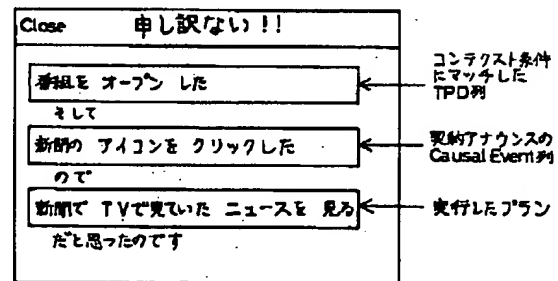 Close 申し訳ない!!
番組を オープン した
そして
新聞の アイコンを クリックした
ので
新聞で TVで見ていた ニュースを 見る
だと思ったのです
コンテクスト条件
にマッチした
TPO列
契約アナウンスの
Causal Event列
実行したプラン